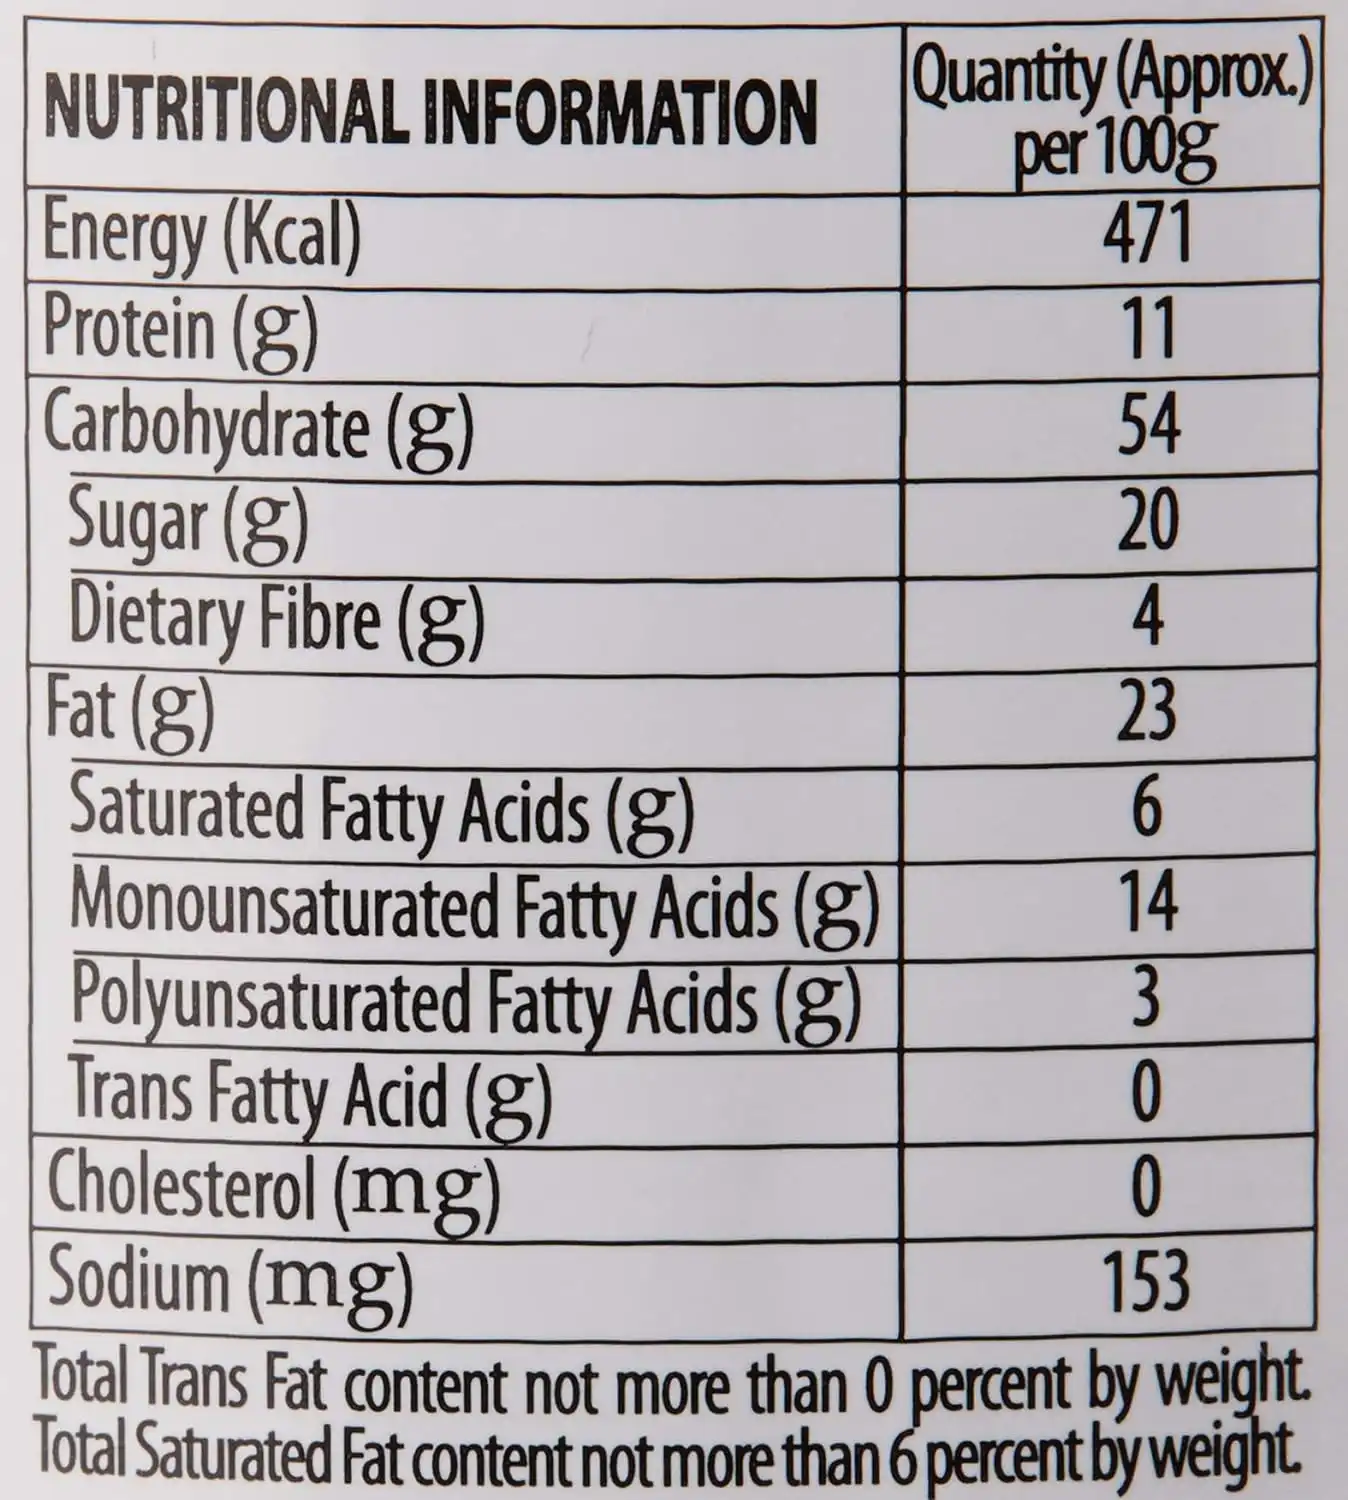 NUTRITIONAL INFORMATION
Quantity (Approx.)
per 100g
Energy (Kcal) 471
Protein (g) 11
Carbohydrate (g) 54
Sugar (g) 20
Dietary Fibre (g) 4
Fat (g) 23
Saturated Fatty Acids (g) 6
Monounsaturated Fatty Acids (g) 14
Polyunsaturated Fatty Acids (g) 3
Trans Fatty Acid (g) 0
Cholesterol (mg) 0
Sodium (mg) 153
Total Trans Fat content not more than 0 percent by weight.
Total Saturated Fat content not more than 6 percent by weight.